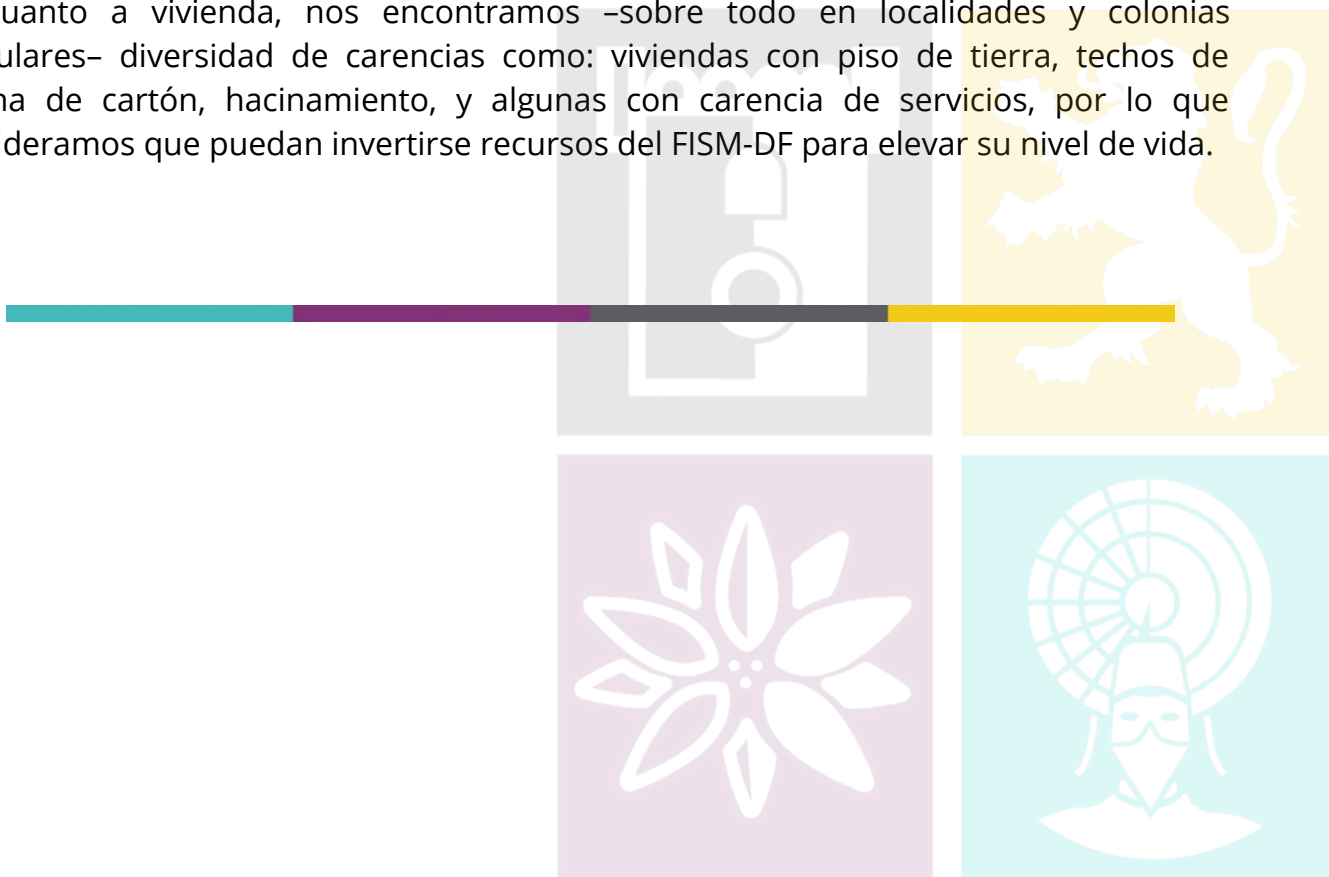 uanto a vivienda, nos encontramos –sobre todo en localidades y colonias
ulares– diversidad de carencias como: viviendas con piso de tierra, techos de
na de cartón, hacinamiento, y algunas con carencia de servicios, por lo que
ideramos que puedan invertirse recursos del FISM-DF para elevar su nivel de vida.